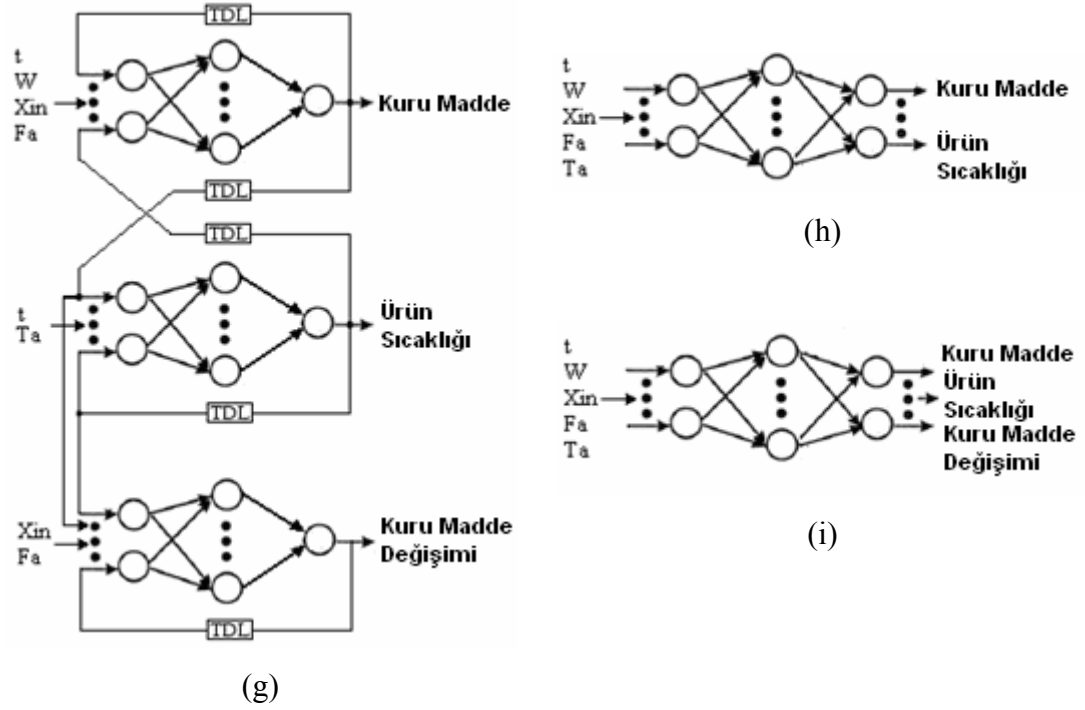 TDL
t
W
Xin
Fa
Kuru Madde
TDL
TDL
t
Ta
Ürün
Sıcaklığı
TDL
Xin
Fa
Kuru Madde
Değişimi
TDL
(g)
t
W
Xin
Fa
Ta
Kuru Madde
Ürün
Sıcaklığı
(h)
t
W
Xin
Fa
Ta
Kuru Madde
Ürün
Sıcaklığı
Kuru Madde
Değişimi
(i)